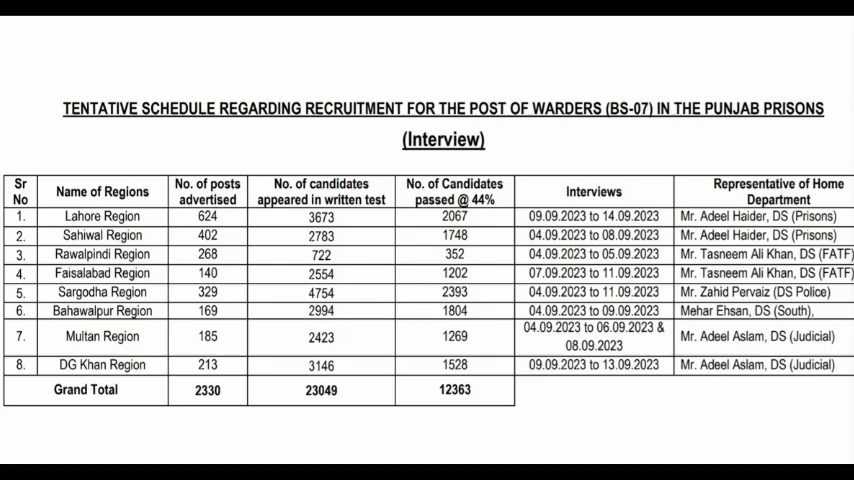 TENTATIVE SCHEDULE REGARDING RECRUITMENT FOR THE POST OF WARDERS (BS-07) IN THE PUNJAB PRISONS
(Interview)
Sr No | Name of Regions | No. of posts advertised | No. of candidates appeared in written test | No. of Candidates passed @ 44% | Interviews | Representative of Home Department
1. | Lahore Region | 624 | 3673 | 2067 | 09.09.2023 to 14.09.2023 | Mr. Adeel Haider, DS (Prisons)
2. | Sahiwal Region | 402 | 2783 | 1748 | 04.09.2023 to 08.09.2023 | Mr. Adeel Haider, DS (Prisons)
3. | Rawalpindi Region | 268 | 722 | 352 | 04.09.2023 to 05.09.2023 | Mr. Tasneem Ali Khan, DS (FATF)
4. | Faisalabad Region | 140 | 2554 | 1202 | 07.09.2023 to 11.09.2023 | Mr. Tasneem Ali Khan, DS (FATF)
5. | Sargodha Region | 329 | 4754 | 2393 | 04.09.2023 to 11.09.2023 | Mr. Zahid Pervaiz (DS Police)
6. | Bahawalpur Region | 169 | 2994 | 1804 | 04.09.2023 to 09.09.2023 | Mehar Ehsan, DS (South),
7. | Multan Region | 185 | 2423 | 1269 | 04.09.2023 to 06.09.2023 & 08.09.2023 | Mr. Adeel Aslam, DS (Judicial)
8. | DG Khan Region | 213 | 3146 | 1528 | 09.09.2023 to 13.09.2023 | Mr. Adeel Aslam, DS (Judicial)
Grand Total | 2330 | 23049 | 12363